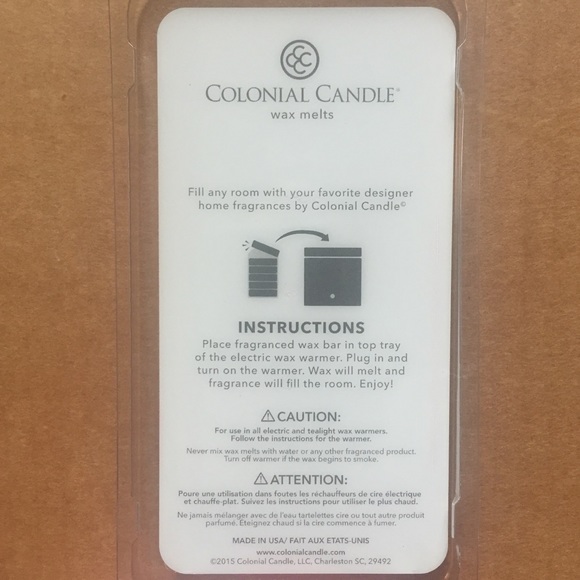 CCCC
COLONIAL CANDLE®
wax melts
Fill any room with your favorite designer
home fragrances by Colonial Candle©
INSTRUCTIONS
Place fragranced wax bar in top tray
of the electric wax warmer. Plug in and
turn on the warmer. Wax will melt and
fragrance will fill the room. Enjoy!
⚠CAUTION:
For use in all electric and tealight wax warmers.
Follow the instructions for the warmer.
Never mix wax melts with water or any other fragranced product.
Turn off warmer if the wax begins to smoke.
⚠ATTENTION:
Poure une utilisation dans foutes les réchauffeurs de cire électrique
et chauffe-plat. Suivez les instructions pour utiliser le plus chaud.
Ne jamais mélanger avec de l'eau tartelettes cire ou tout autre produit
parfumé. Éteignez chaud si la cire commence à fumer.
MADE IN USA/ FAIT AUX ETATS-UNIS
www.colonialcandle.com
©2015 Colonial Candle, LLC, Charleston SC, 29492